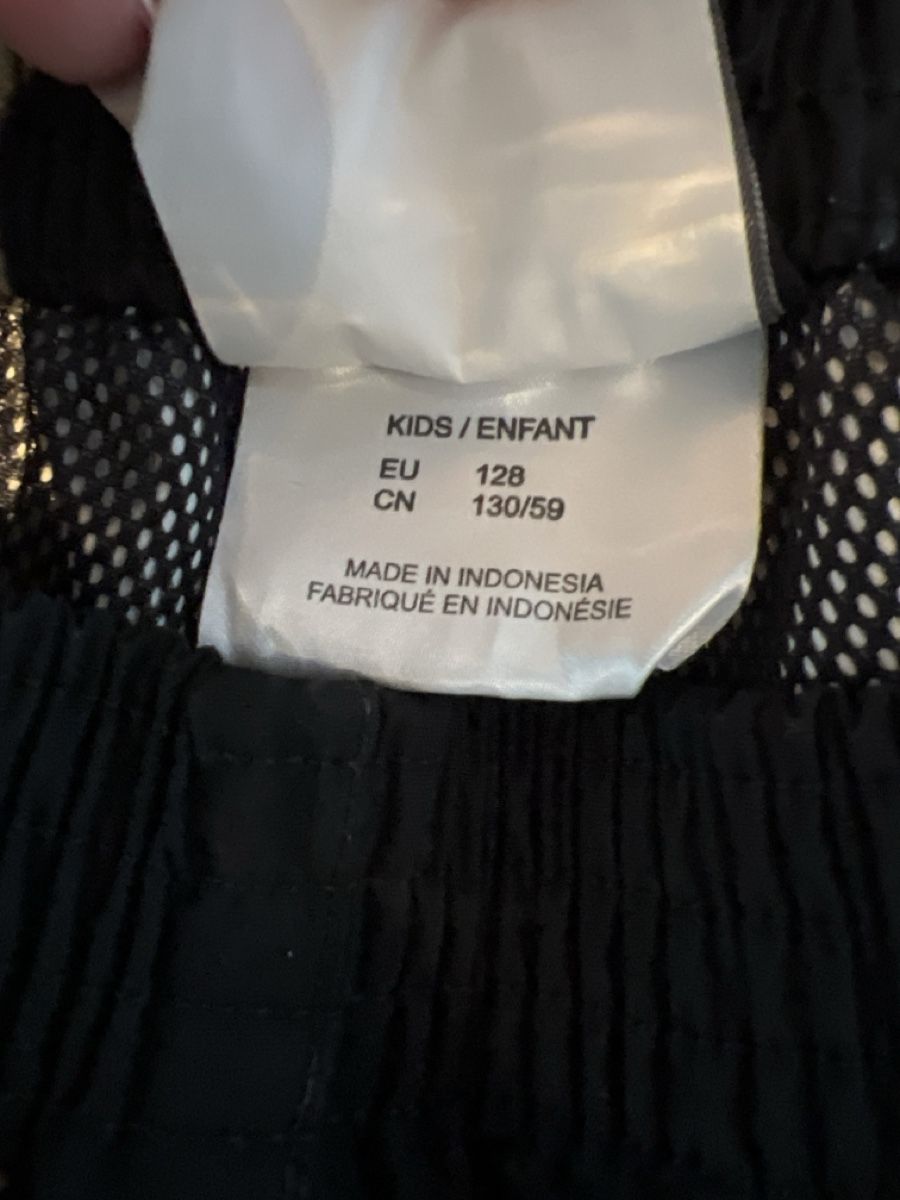 KIDS / ENFANT
EU 128
CN 130/59
MADE IN INDONESIA
FABRIQUÉ EN INDONÉSIE